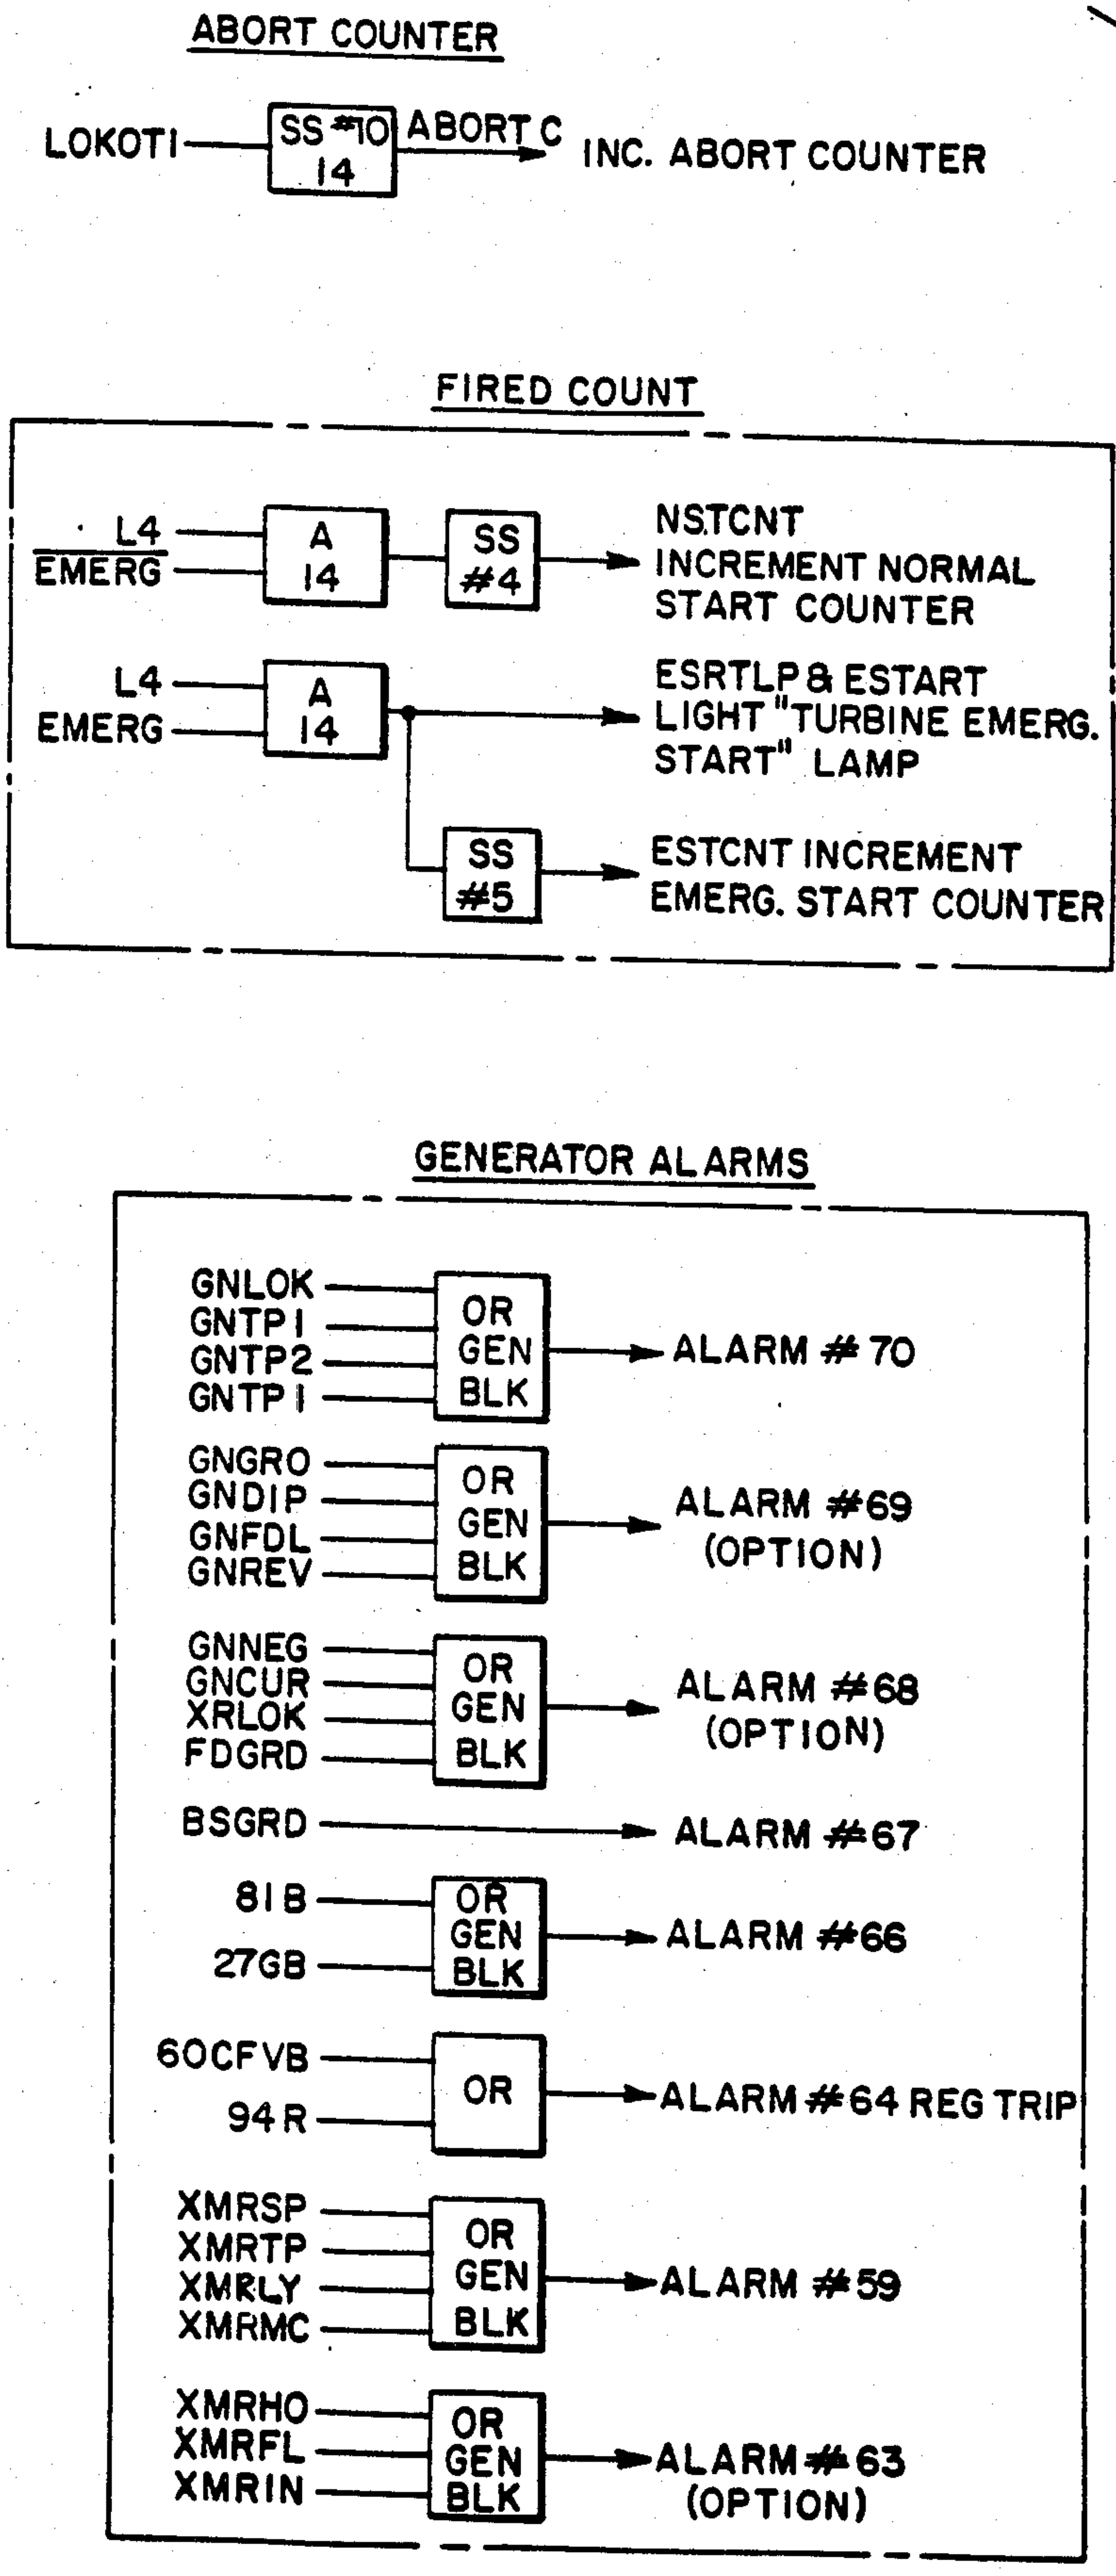 ABORT COUNTER
LOKOTI
SS #10
14
ABORT C
INC. ABORT COUNTER
FIRED COUNT
L4
EMERG
A
14
SS
#4
NSTCNT
INCREMENT NORMAL
START COUNTER
L4
EMERG
A
14
ESRTLP & ESTART
LIGHT "TURBINE EMERG.
START" LAMP
SS
#5
ESTCNT INCREMENT
EMERG. START COUNTER
GENERATOR ALARMS
GNLOK
GNTP1
GNTP2
GNTP1
OR
GEN
BLK
ALARM # 70
GNGRO
GNDIP
GNFDL
GNREV
OR
GEN
BLK
ALARM #69
(OPTION)
GNNEG
GNCUR
XRLOK
FDGRD
OR
GEN
BLK
ALARM #68
(OPTION)
BSGRD
ALARM #67
81B
27GB
OR
GEN
BLK
ALARM #66
60CFVB
94R
OR
ALARM #64 REG TRIP
XMRSP
XMRTP
XMRLY
XMRMC
OR
GEN
BLK
ALARM #59
XMRHO
XMRFL
XMRIN
OR
GEN
BLK
ALARM #63
(OPTION)